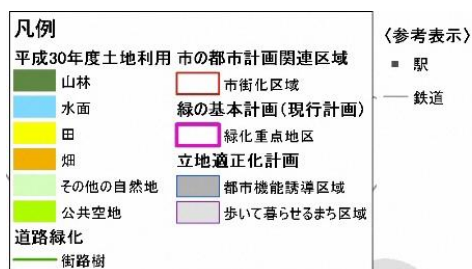 凡例
平成30年度土地利用
山林
水面
田
畑
その他の自然地
公共空地
道路緑化
街路樹
市の都市計画関連区域
市街化区域
緑の基本計画(現行計画)
緑化重点地区
立地適正化計画
都市機能誘導区域
歩いて暮らせるまち区域
〈参考表示〉
駅
鉄道